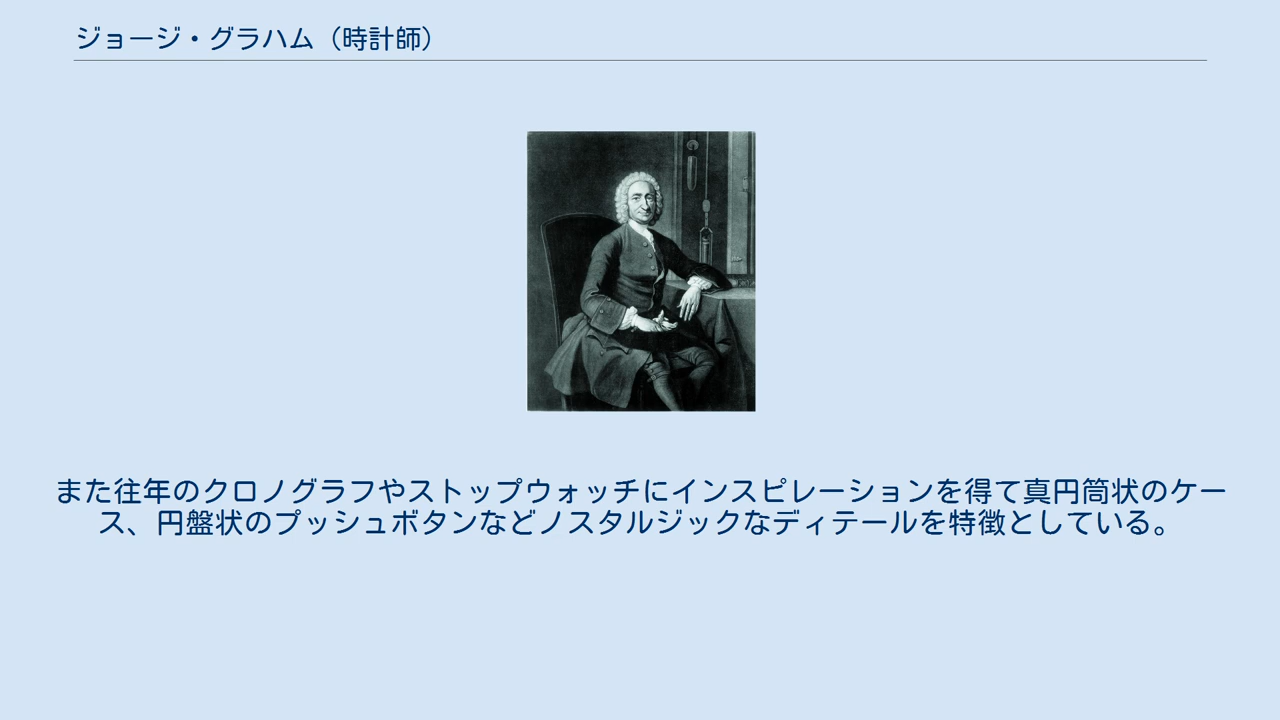 ジョージ・グラハム（時計師）
また往年のクロノグラフやストップウォッチにインスピレーションを得て真円筒状のケー
ス、円盤状のプッシュボタンなどノスタルジックなディテールを特徴としている。